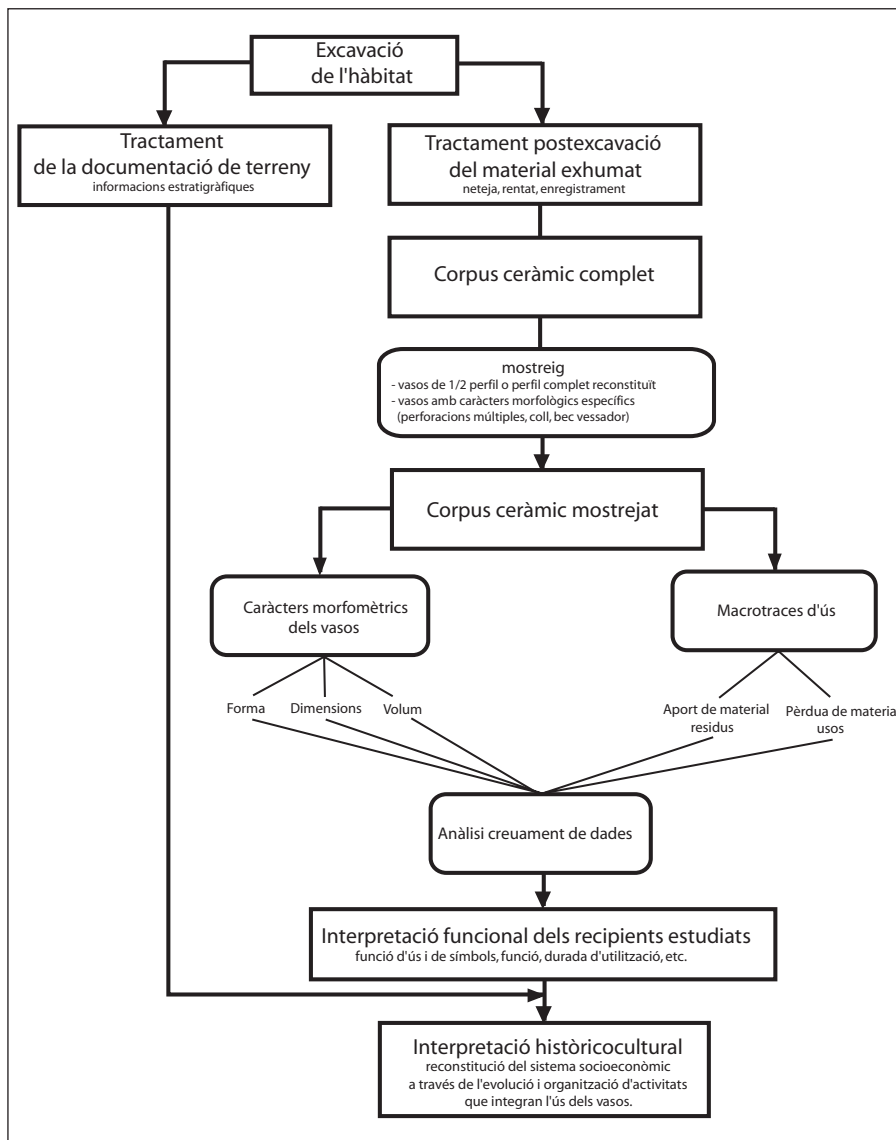 Excavació
de l'hàbitat
Tractament
de la documentació de terreny
informacions estratigràfiques
Tractament postexcavació
del material exhumat
neteja, rentat, enregistrament
Corpus ceràmic complet
mostreig
- vasos de 1/2 perfil o perfil complet reconstituït
- vasos amb caràcters morfològics específics
(perforacions múltiples, coll, bec vessador)
Corpus ceràmic mostrejat
Caràcters morfomètrics
dels vasos
Macrotraces d'ús
Forma
Dimensions
Volum
Aport de material
residus
Pèrdua de materia
usos
Anàlisi creuament de dades
Interpretació funcional dels recipients estudiats
funció d'ús i de símbols, funció, durada d'utilització, etc.
Interpretació històricocultural
reconstitució del sistema socioeconòmic
a través de l'evolució i organització d'activitats
que integran l'ús dels vasos.